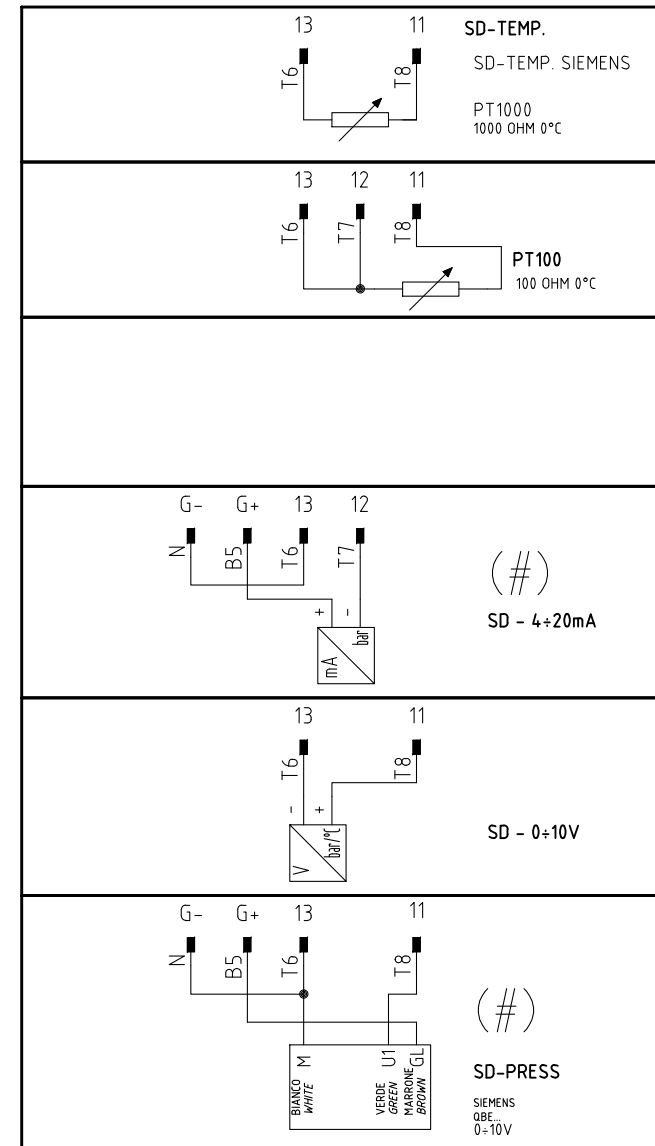 13 11 SD-TEMP.
T6 T8 SD-TEMP. SIEMENS
PT1000
1000 OHM 0°C
13 12 11
T6 T7 T8
PT100
100 OHM 0°C
G- G+ 13 12
N B5 T6 T7
(#)
+ -
SD - 4÷20mA
mA bar
13 11
T6 T8
- +
SD - 0÷10V
V bar/°C
G- G+ 13 11
N B5 T6 T8
(#)
M U1 GL
BIANCO
WHITE
VERDE
GREEN
MARRONE
BROWN
SD-PRESS
SIEMENS
QBE...
0÷10V